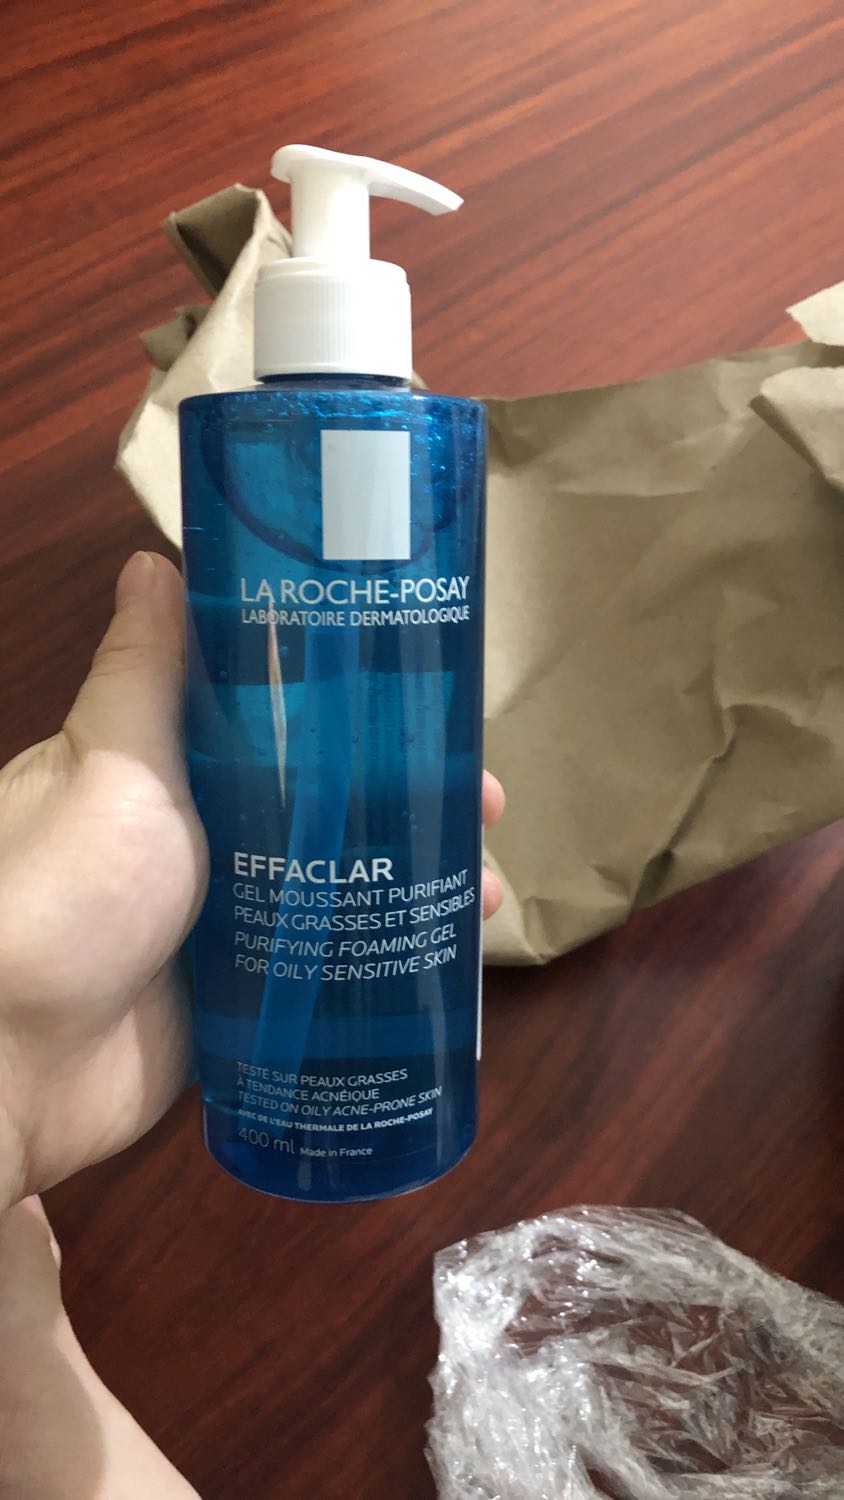 LA ROCHE-POSAY
LABORATOIRE DERMATOLOGIQUE
EFFACLAR
GEL MOUSSANT PURIFIANT
PEAUX GRASSES ET SENSIBLES
PURIFYING FOAMING GEL
FOR OILY SENSITIVE SKIN
TESTÉ SUR PEAUX GRASSES
À TENDANCE ACNÉIQUE
TESTED ON OILY ACNE-PRONE SKIN
AVEC DE L'EAU THERMALE DE LA ROCHE-POSAY
400 ml Made in France